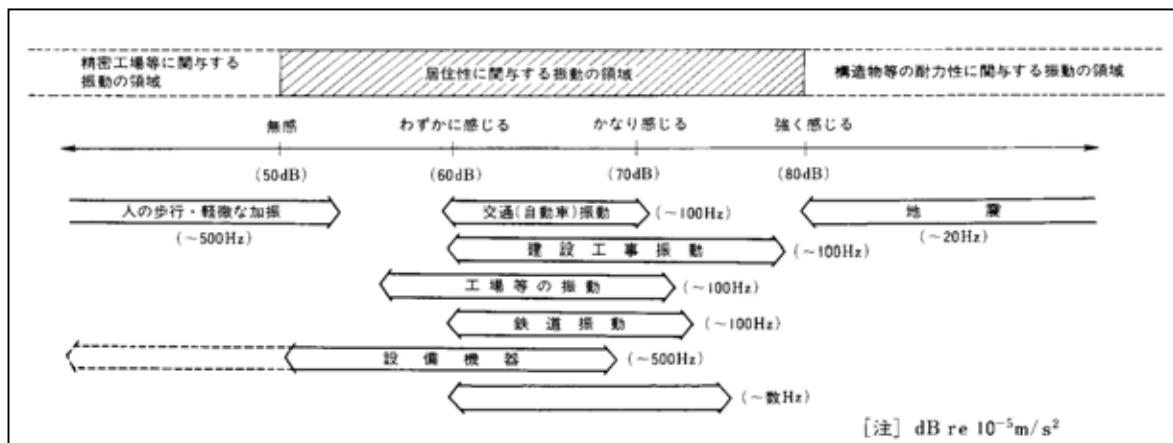 精密工場等に関与する
振動の領域
居住性に関与する振動の領域
構造物等の耐力性に関与する振動の領域
無感
わずかに感じる
かなり感じる
強く感じる
(50dB)
(60dB)
(70dB)
(80dB)
人の歩行・軽微な加振
(~500Hz)
交通(自動車)振動
(~100Hz)
地震
(~20Hz)
建設工事振動
(~100Hz)
工場等の振動
(~100Hz)
鉄道振動
(~100Hz)
設備機器
(~500Hz)
(~数Hz)
[注] dB re 10⁻⁵m/s²